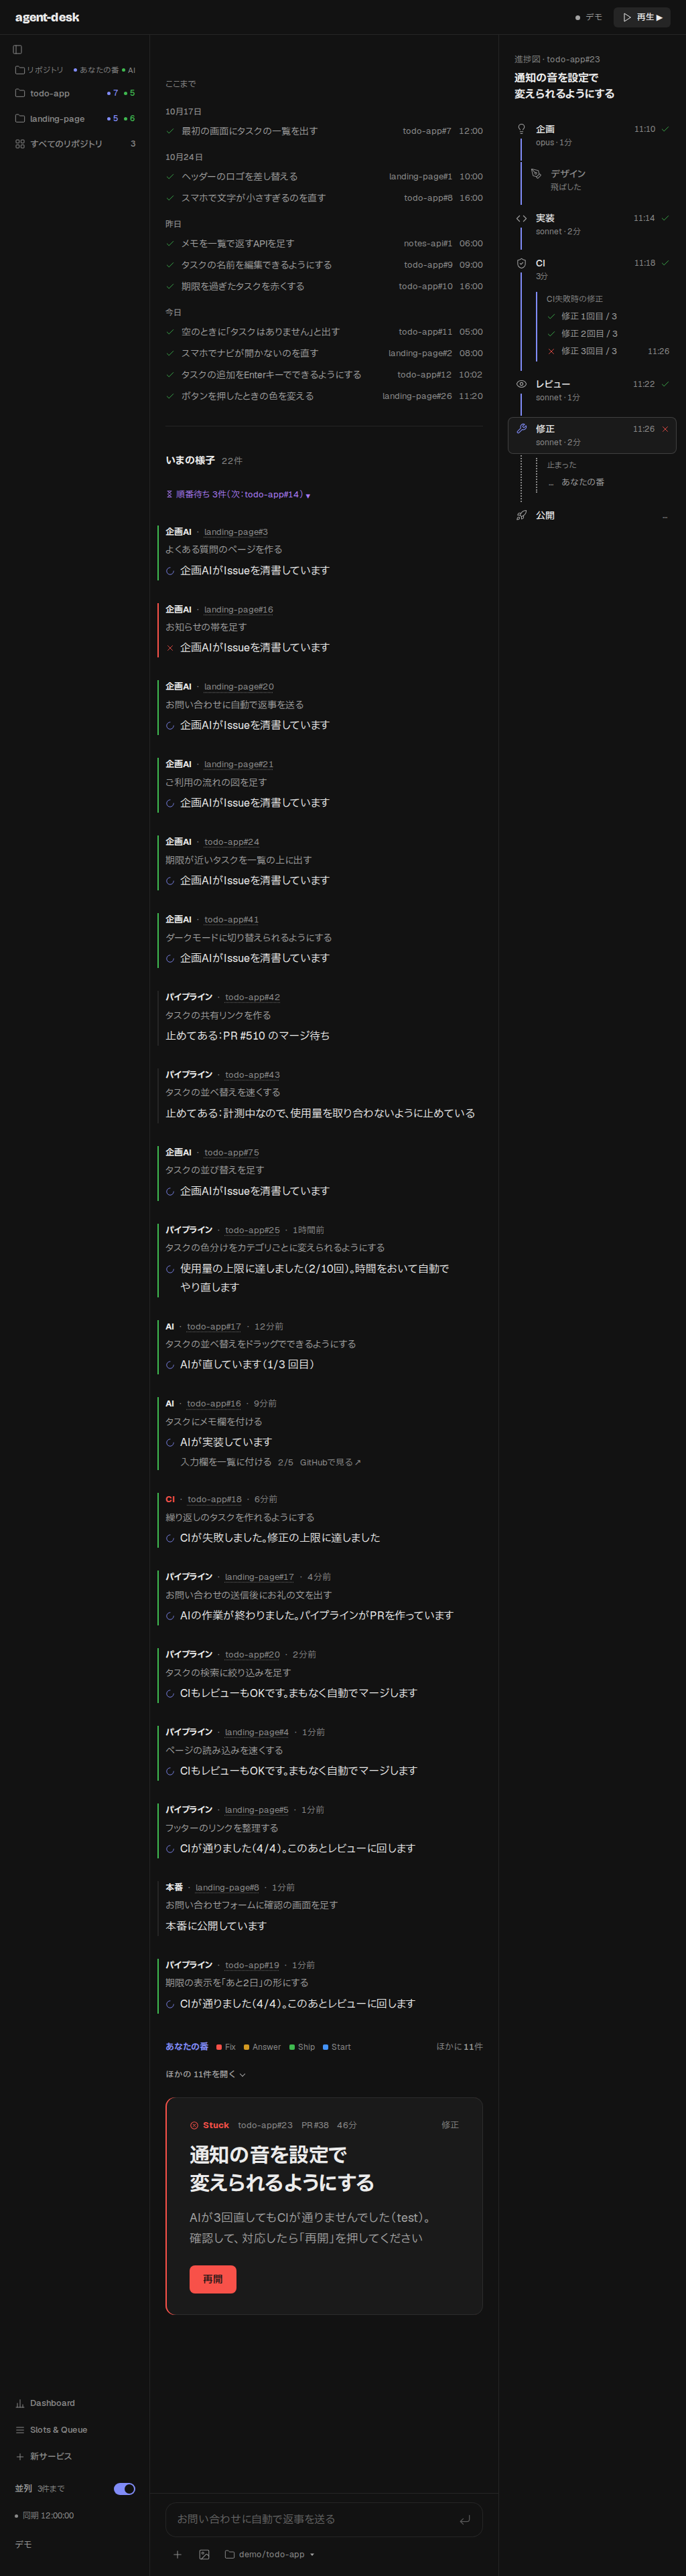 agent-desk
デモ
再生 ▶
リポジトリ あなたの番 AI
todo-app 7 5
landing-page 5 6
すべてのリポジトリ 3
ここまで
10月17日
最初の画面にタスクの一覧を出す todo-app#7 12:00
10月24日
ヘッダーのロゴを差し替える landing-page#1 10:00
スマホで文字が小さすぎるのを直す todo-app#8 16:00
昨日
メモを一覧で返すAPIを足す notes-api#1 06:00
タスクの名前を編集できるようにする todo-app#9 09:00
期限を過ぎたタスクを赤くする todo-app#10 16:00
今日
空のときに「タスクはありません」と出す todo-app#11 05:00
スマホでナビが開かないのを直す landing-page#2 08:00
タスクの追加をEnterキーでできるようにする todo-app#12 10:02
ボタンを押したときの色を変える landing-page#26 11:20
いまの様子 22件
順番待ち 3件（次：todo-app#14）▾
企画AI · landing-page#3
よくある質問のページを作る
企画AIがIssueを清書しています
企画AI · landing-page#16
お知らせの帯を足す
企画AIがIssueを清書しています
企画AI · landing-page#20
お問い合わせに自動で返事を送る
企画AIがIssueを清書しています
企画AI · landing-page#21
ご利用の流れの図を足す
企画AIがIssueを清書しています
企画AI · todo-app#24
期限が近いタスクを一覧の上に出す
企画AIがIssueを清書しています
企画AI · todo-app#41
ダークモードに切り替えられるようにする
企画AIがIssueを清書しています
パイプライン · todo-app#42
タスクの共有リンクを作る
止めてある：PR #510 のマージ待ち
パイプライン · todo-app#43
タスクの並べ替えを速くする
止めてある：計測中なので、使用量を取り合わないように止めている
企画AI · todo-app#75
タスクの並び替えを足す
企画AIがIssueを清書しています
パイプライン · todo-app#25 · 1時間前
タスクの色分けをカテゴリごとに変えられるようにする
使用量の上限に達しました（2/10回）。時間をおいて自動で
やり直します
AI · todo-app#17 · 12分前
タスクの並べ替えをドラッグでできるようにする
AIが直しています（1/3 回目）
AI · todo-app#16 · 9分前
タスクにメモ欄を付ける
AIが実装しています
入力欄を一覧に付ける 2/5 GitHubで見る ↗
CI · todo-app#18 · 6分前
繰り返しのタスクを作れるようにする
CIが失敗しました。修正の上限に達しました
パイプライン · landing-page#17 · 4分前
お問い合わせの送信後にお礼の文を出す
AIの作業が終わりました。パイプラインがPRを作っています
パイプライン · todo-app#20 · 2分前
タスクの検索に絞り込みを足す
CIもレビューもOKです。まもなく自動でマージします
パイプライン · landing-page#4 · 1分前
ページの読み込みを速くする
CIもレビューもOKです。まもなく自動でマージします
パイプライン · landing-page#5 · 1分前
フッターのリンクを整理する
CIが通りました（4/4）。このあとレビューに回します
本番 · landing-page#8 · 1分前
お問い合わせフォームに確認の画面を足す
本番に公開しています
パイプライン · todo-app#19 · 1分前
期限の表示を「あと2日」の形にする
CIが通りました（4/4）。このあとレビューに回します
あなたの番 Fix Answer Ship Start ほかに 11件
ほかの 11件を開く
Stuck todo-app#23 PR #38 46分 修正
通知の音を設定で
変えられるようにする
AIが3回直してもCIが通りませんでした（test）。
確認して、対応したら「再開」を押してください
再開
お問い合わせに自動で返事を送る
demo/todo-app ▾
進捗図 · todo-app#23
通知の音を設定で
変えられるようにする
企画 11:10
opus · 1分
デザイン
飛ばした
実装 11:14
sonnet · 2分
CI 11:18
3分
CI失敗時の修正
修正 1回目 / 3
修正 2回目 / 3
修正 3回目 / 3 11:26
レビュー 11:22
sonnet · 1分
修正 11:26
sonnet · 2分
止まった
… あなたの番
公開 …
Dashboard
Slots & Queue
新サービス
並列 3件まで
同期 12:00:00
デモ